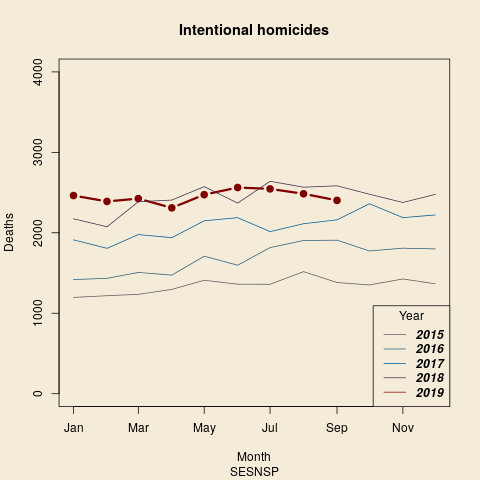 Intentional homicides
Deaths
4000
3000
2000
1000
0
Jan Mar May Jul Sep Nov
Month
SESNSP
Year
2015
2016
2017
2018
2019